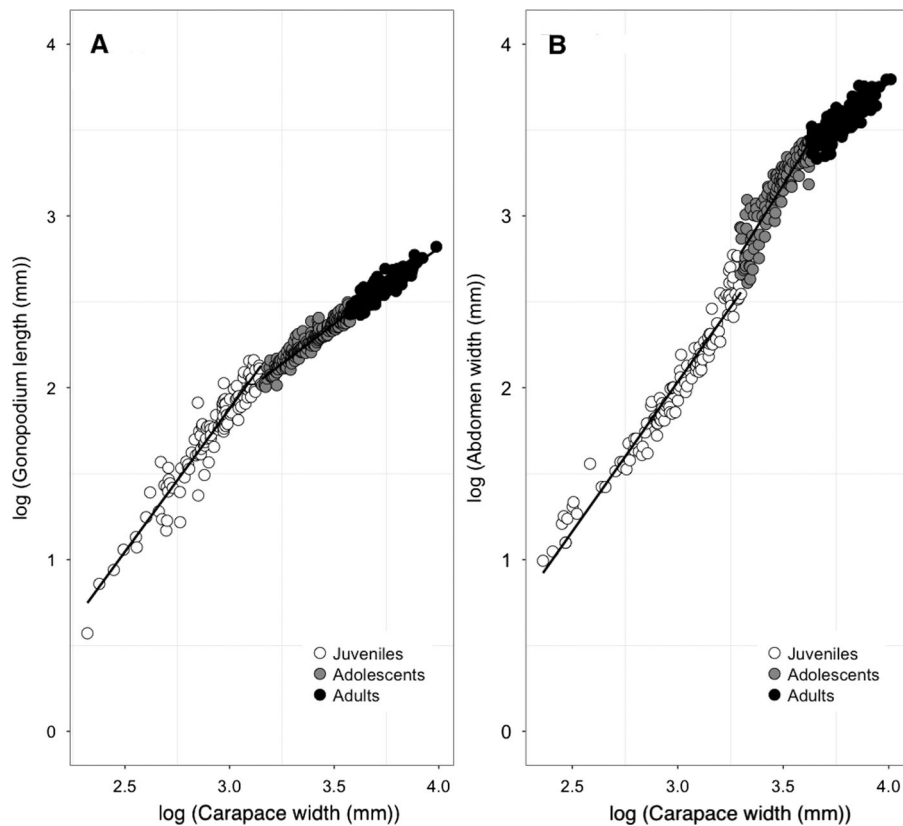 A
4
3
2
1
0
log (Gonopodium length (mm))
Juveniles
Adolescents
Adults
2.5 3.0 3.5 4.0
log (Carapace width (mm))
B
4
3
2
1
0
log (Abdomen width (mm))
Juveniles
Adolescents
Adults
2.5 3.0 3.5 4.0
log (Carapace width (mm))